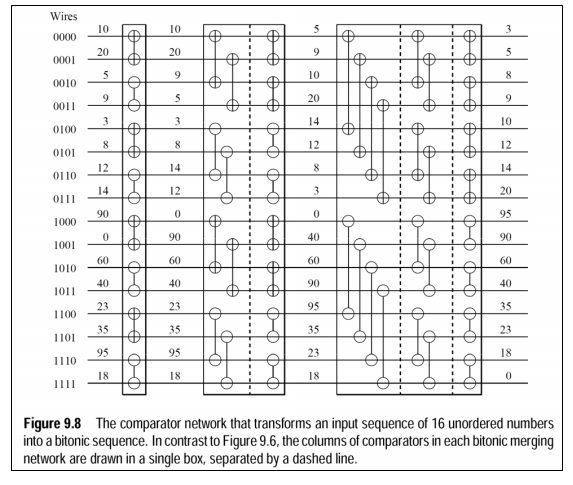 Wires
0000 10 10 5 3
0001 20 20 9 5
0010 5 9 10 8
0011 9 5 20 9
0100 3 3 14 10
0101 8 8 12 12
0110 12 14 8 14
0111 14 12 3 20
1000 90 0 0 95
1001 0 90 40 90
1010 60 60 60 60
1011 40 40 90 40
1100 23 23 95 35
1101 35 35 35 23
1110 95 95 23 18
1111 18 18 18 0
Figure 9.8 The comparator network that transforms an input sequence of 16 unordered numbers
into a bitonic sequence. In contrast to Figure 9.6, the columns of comparators in each bitonic merging
network are drawn in a single box, separated by a dashed line.